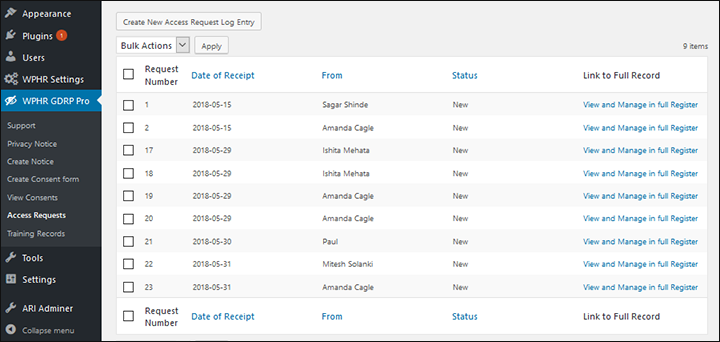 Appearance
Plugins 1
Users
WPHR Settings
WPHR GDRP Pro
Support
Privacy Notice
Create Notice
Create Consent form
View Consents
Access Requests
Training Records
Tools
Settings
ARI Adminer
Collapse menu
Create New Access Request Log Entry
Bulk Actions Apply 9 items
Request Number Date of Receipt From Status Link to Full Record
1 2018-05-15 Sagar Shinde New View and Manage in full Register
2 2018-05-15 Amanda Cagle New View and Manage in full Register
17 2018-05-29 Ishita Mehata New View and Manage in full Register
18 2018-05-29 Ishita Mehata New View and Manage in full Register
19 2018-05-29 Amanda Cagle New View and Manage in full Register
20 2018-05-29 Amanda Cagle New View and Manage in full Register
21 2018-05-30 Paul New View and Manage in full Register
22 2018-05-31 Mitesh Solanki New View and Manage in full Register
23 2018-05-31 Amanda Cagle New View and Manage in full Register
Request Number Date of Receipt From Status Link to Full Record